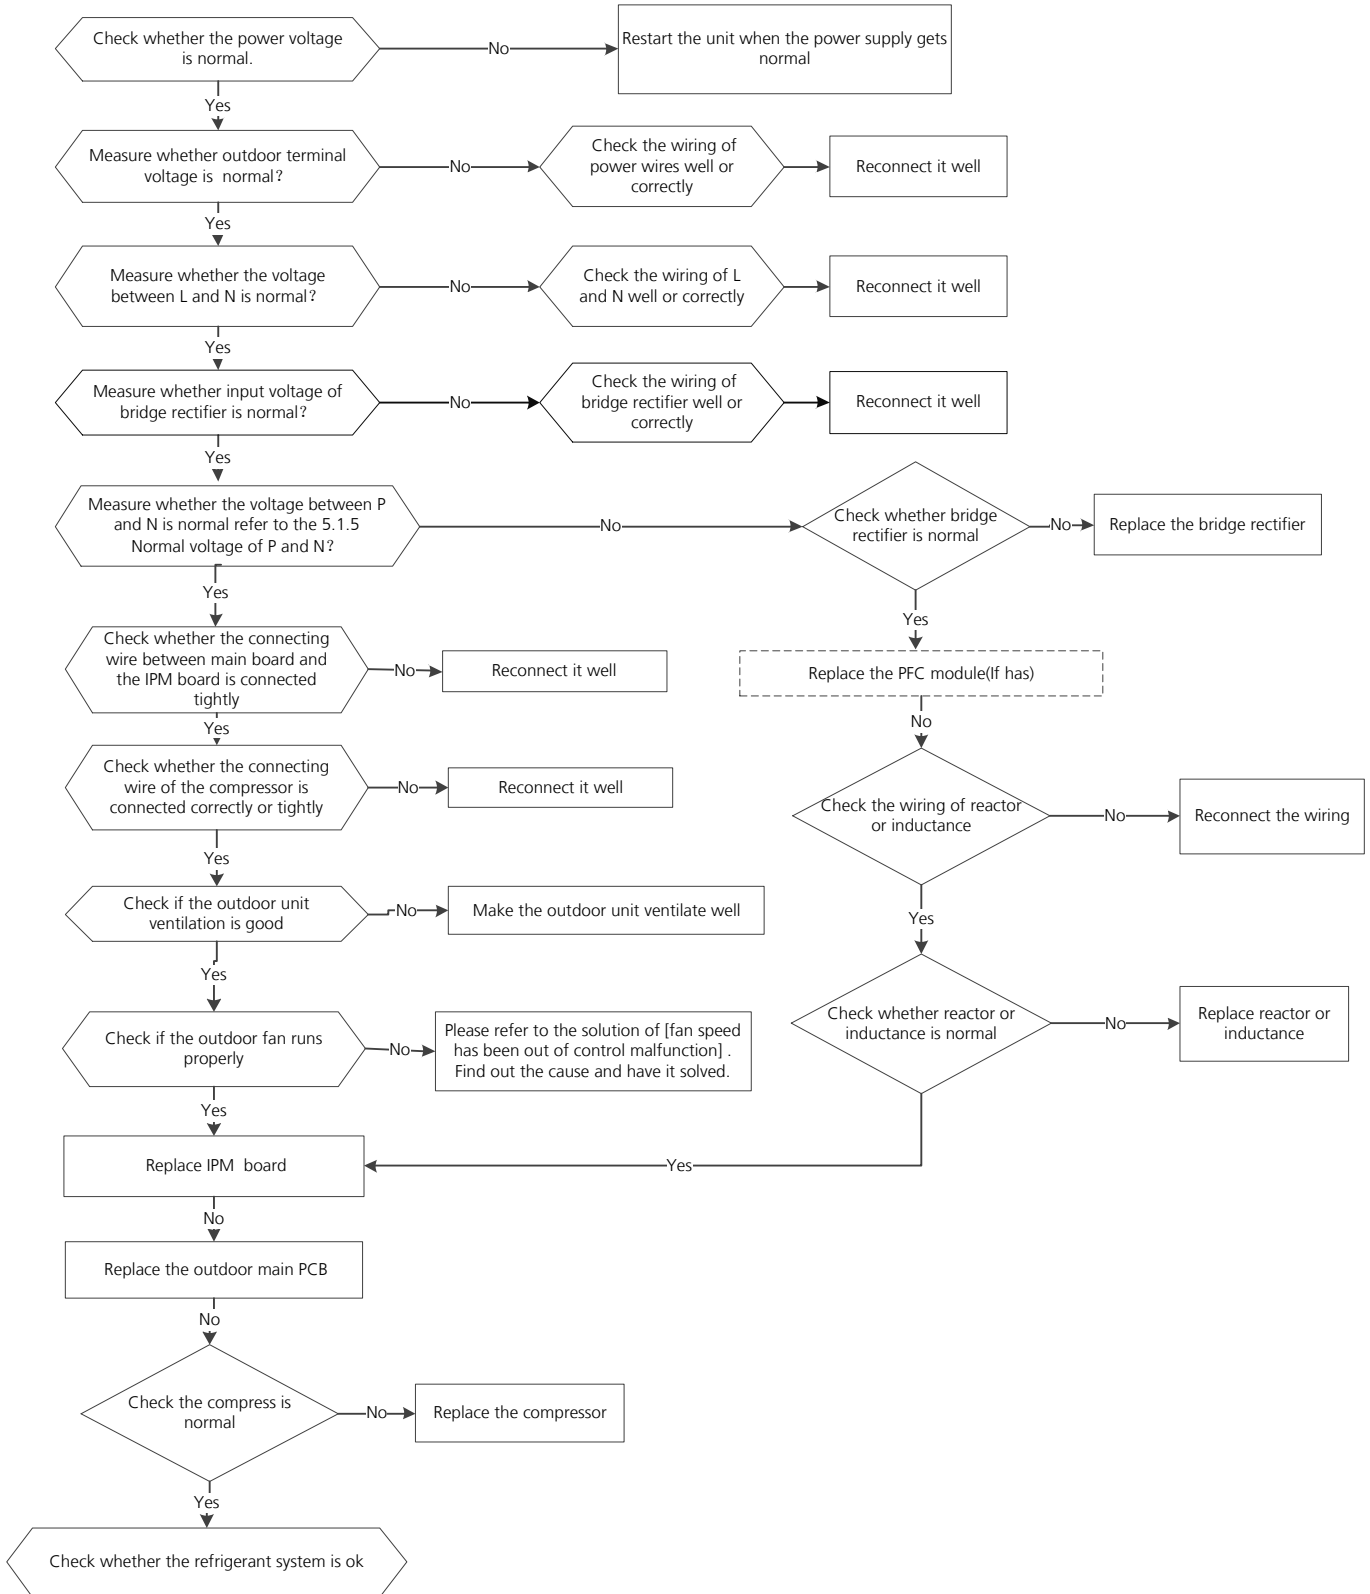 Check whether the power voltage
is normal.
No
Restart the unit when the power supply gets
normal
Yes
Measure whether outdoor terminal
voltage is  normal?
No
Check the wiring of
power wires well or
correctly
Reconnect it well
Yes
Measure whether the voltage
between L and N is normal?
No
Check the wiring of L
and N well or correctly
Reconnect it well
Yes
Measure whether input voltage of
bridge rectifier is normal?
No
Check the wiring of
bridge rectifier well or
correctly
Reconnect it well
Yes
Measure whether the voltage between P
and N is normal refer to the 5.1.5
Normal voltage of P and N?
No
Check whether bridge
rectifier is normal
No
Replace the bridge rectifier
Yes
Yes
Check whether the connecting
wire between main board and
the IPM board is connected
tightly
No
Reconnect it well
Replace the PFC module(If has)
Yes
No
Check whether the connecting
wire of the compressor is
connected correctly or tightly
No
Reconnect it well
Check the wiring of reactor
or inductance
No
Reconnect the wiring
Yes
Check if the outdoor unit
ventilation is good
No
Make the outdoor unit ventilate well
Yes
Yes
Check if the outdoor fan runs
properly
No
Please refer to the solution of [fan speed
has been out of control malfunction] .
Find out the cause and have it solved.
Check whether reactor or
inductance is normal
No
Replace reactor or
inductance
Yes
Replace IPM  board
Yes
No
Replace the outdoor main PCB
No
Check the compress is
normal
No
Replace the compressor
Yes
Check whether the refrigerant system is ok